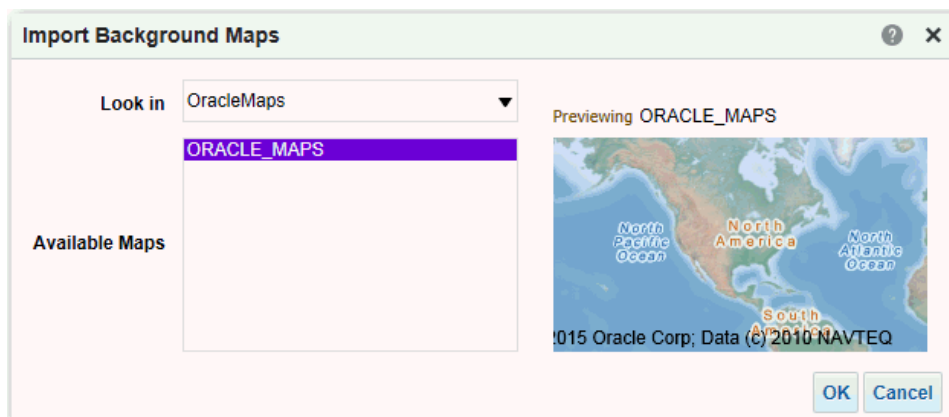 Import Background Maps
Look in
OracleMaps
Previewing ORACLE_MAPS
ORACLE_MAPS
Available Maps
North
Pacific
Ocean
North
America
North
Atlantic
Ocean
South
America
2015 Oracle Corp; Data (c) 2010 NAVTEQ
OK
Cancel